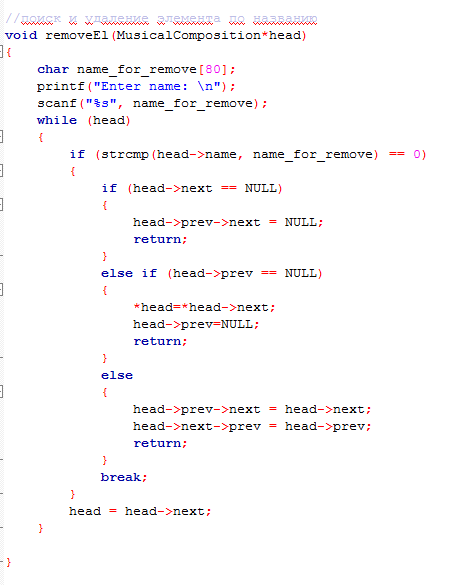 //поиск и удаление элемента по названию
void removeEl(MusicalComposition*head)
{
    char name_for_remove[80];
    printf("Enter name: \n");
    scanf("%s", name_for_remove);
    while (head)
    {
        if (strcmp(head->name, name_for_remove) == 0)
        {
            if (head->next == NULL)
            {
                head->prev->next = NULL;
                return;
            }
            else if (head->prev == NULL)
            {
                *head=*head->next;
                head->prev=NULL;
                return;
            }
            else
            {
                head->prev->next = head->next;
                head->next->prev = head->prev;
                return;
            }
            break;
        }
        head = head->next;
    }
}